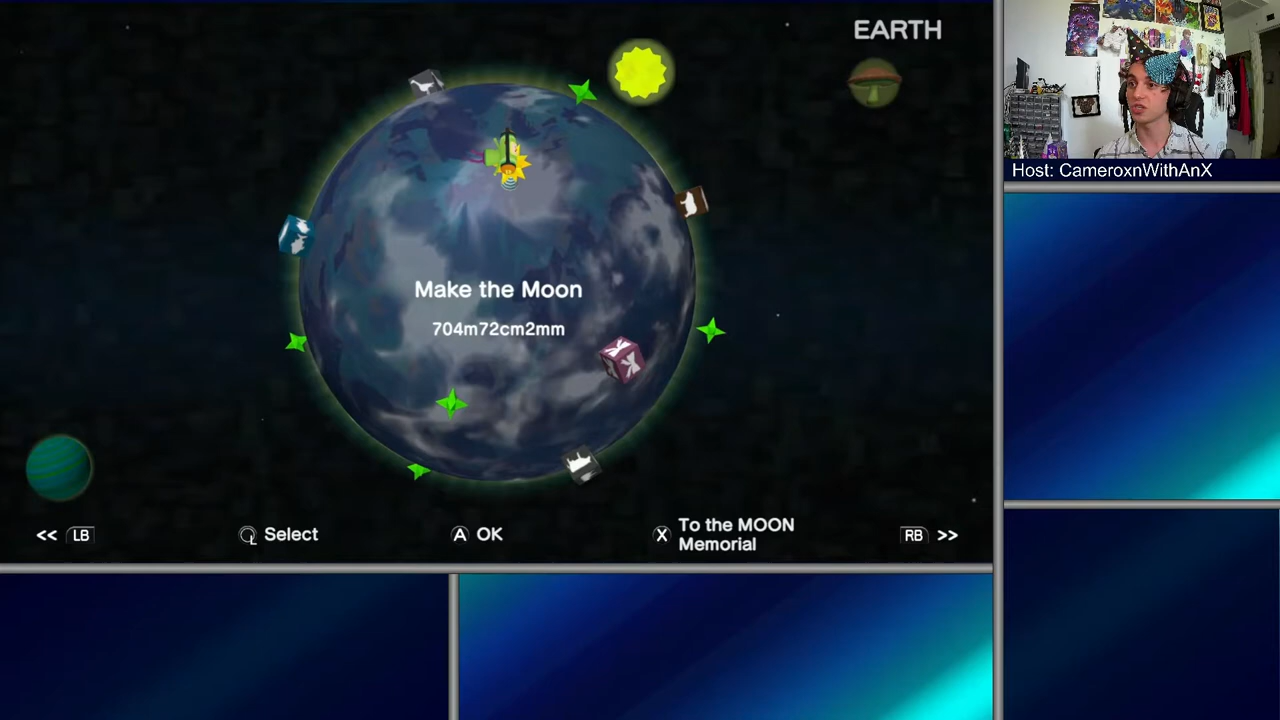 EARTH
Make the Moon
704m72cm2mm
<< LB
Select
A OK
X To the MOON
Memorial
RB >>
Host: CameroxnWithAnX